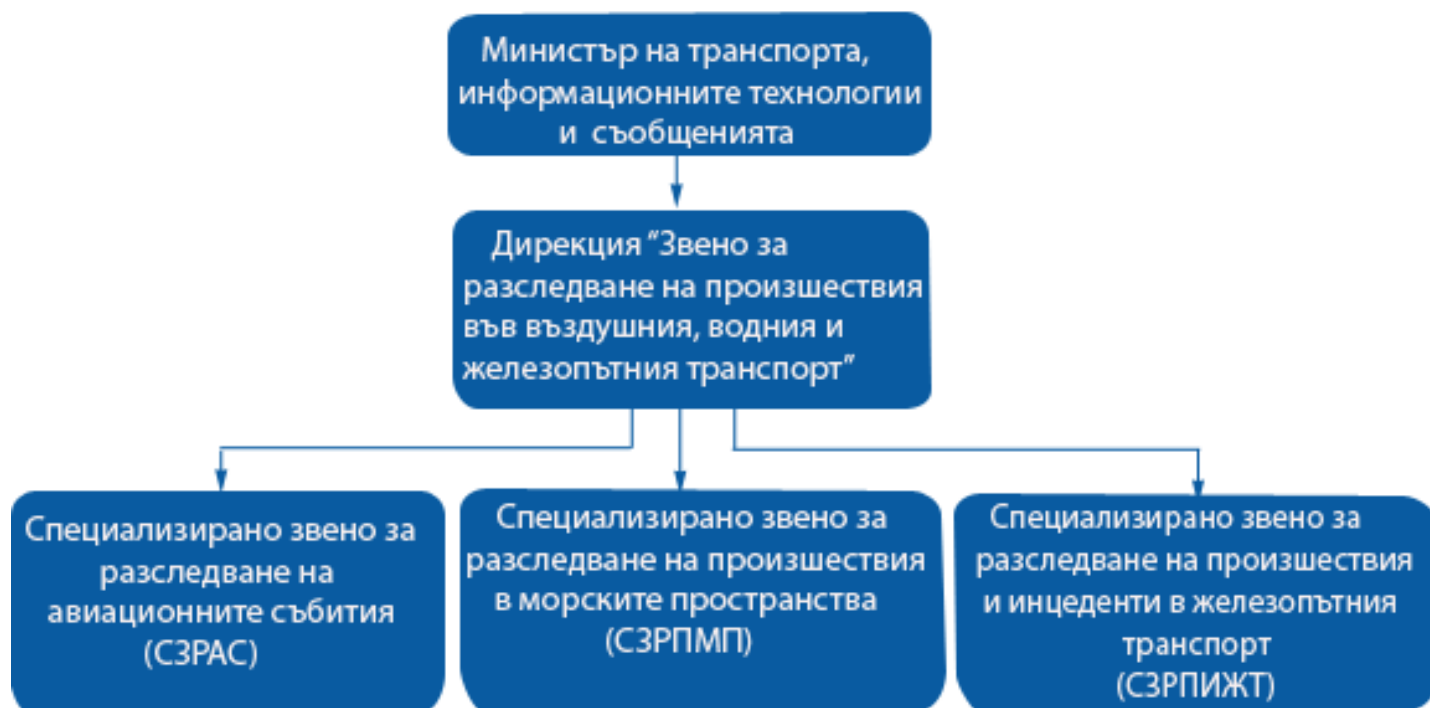 Министър на транспорта,
информационните технологии
и съобщенията
Дирекция "Звено за
разследване на произшествия
във въздушния, водния и
железопътния транспорт"
Специализирано звено за
разследване на
авиационните събития
(СЗРАС)
Специализирано звено за
разследване на произшествия
в морските пространства
(СЗРПМП)
Специализирано звено за
разследване на произшествия
и инцеденти в железопътния
транспорт
(СЗРПИЖТ)